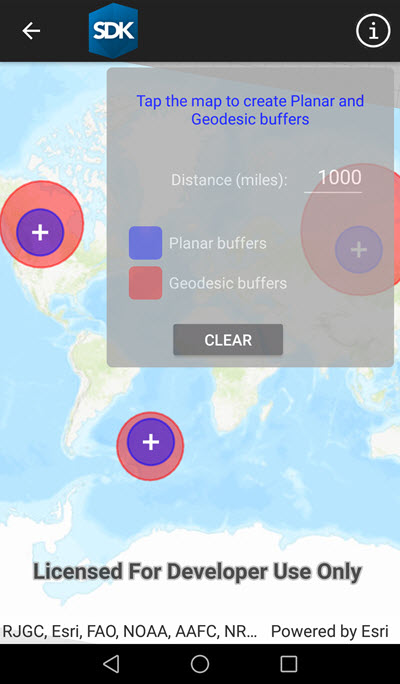 SDK
Tap the map to create Planar and
Geodesic buffers
Distance (miles): 1000
Planar buffers
Geodesic buffers
CLEAR
Licensed For Developer Use Only
RJGC, Esri, FAO, NOAA, AAFC, NR... Powered by Esri